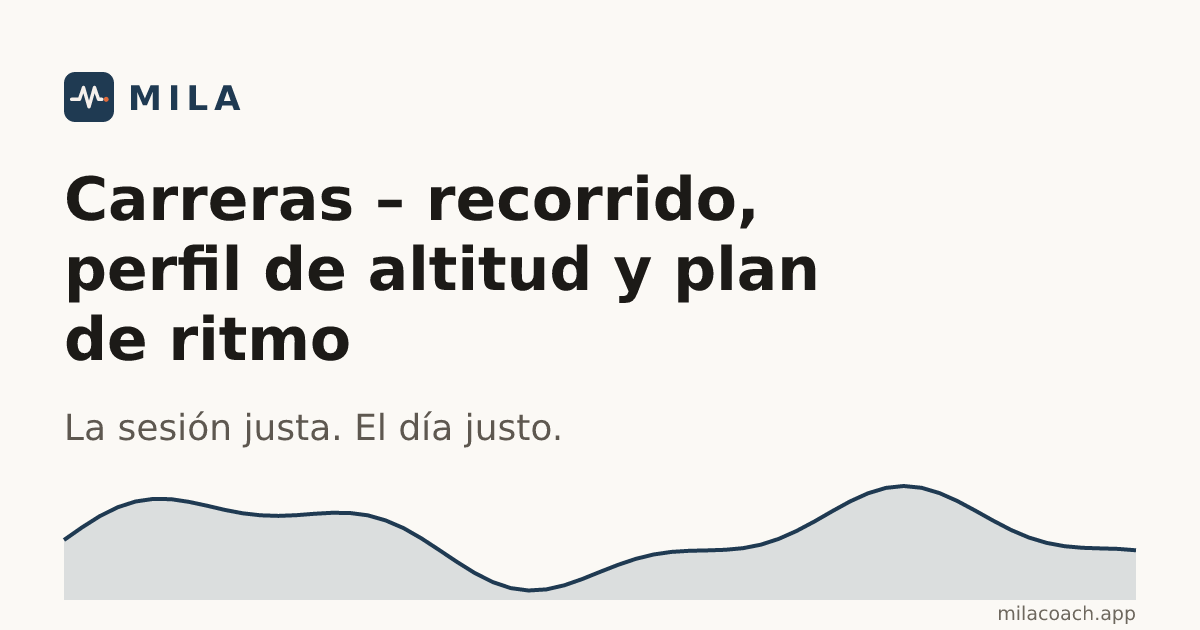 MILA
Carreras – recorrido,
perfil de altitud y plan
de ritmo
La sesión justa. El día justo.
milacoach.app